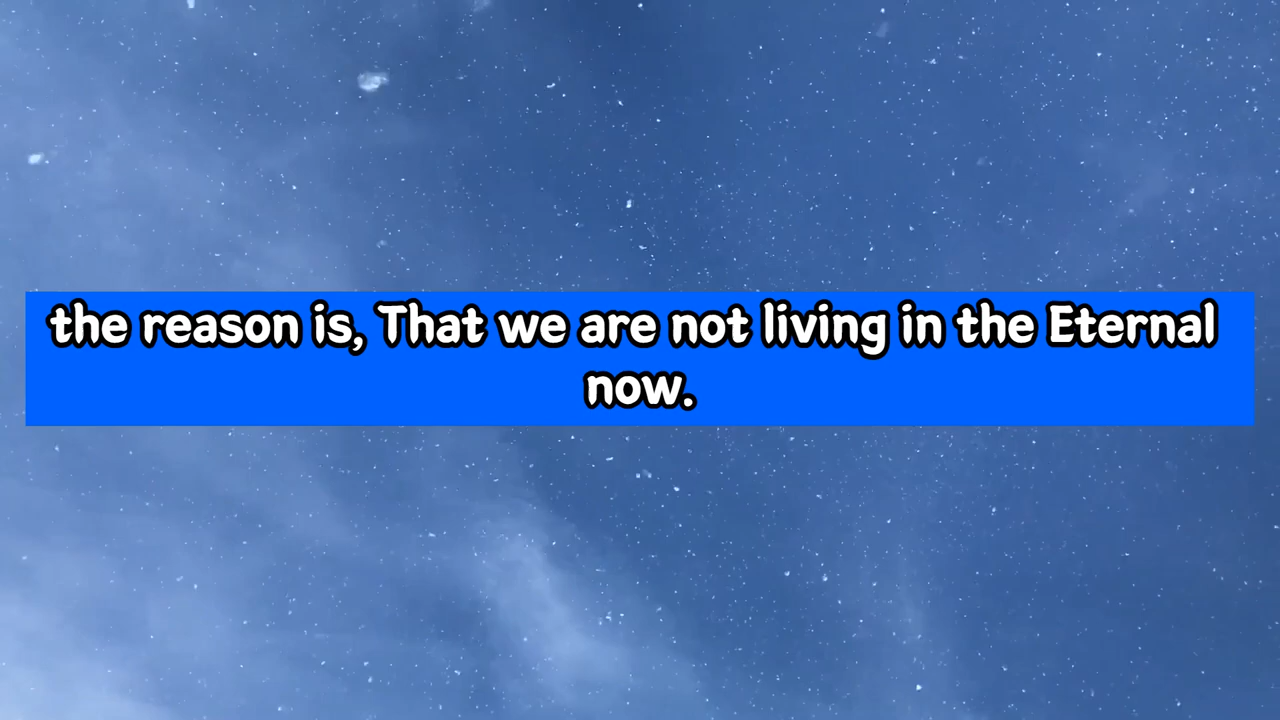 the reason is, That we are not living in the Eternal
now.